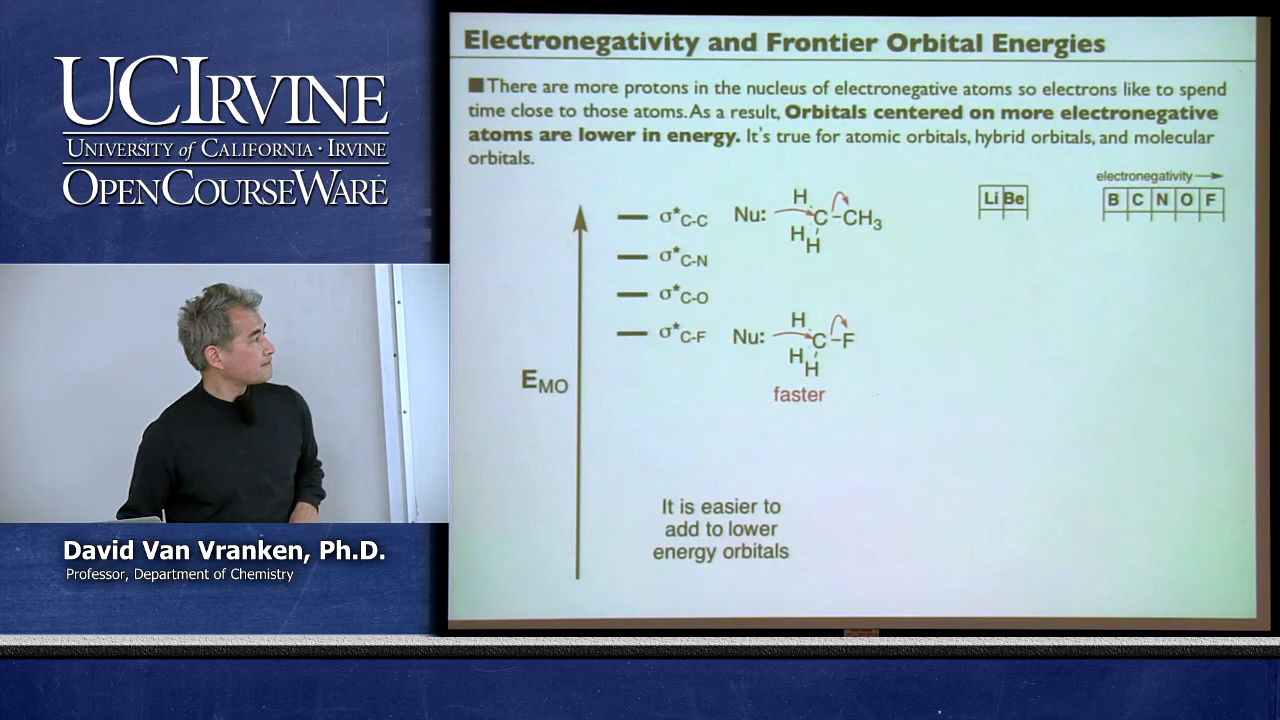 UCIRVINE
UNIVERSITY of CALIFORNIA · IRVINE
OPENCOURSEWARE
David Van Vranken, Ph.D.
Professor, Department of Chemistry
Electronegativity and Frontier Orbital Energies
■ There are more protons in the nucleus of electronegative atoms so electrons like to spend
time close to those atoms. As a result, Orbitals centered on more electronegative
atoms are lower in energy. It's true for atomic orbitals, hybrid orbitals, and molecular
orbitals.
electronegativity
Li Be
B C N O F
σ*C-C
σ*C-N
σ*C-O
σ*C-F
EMO
H
Nu: C-CH3
H H
H
Nu: C-F
H H
faster
It is easier to
add to lower
energy orbitals